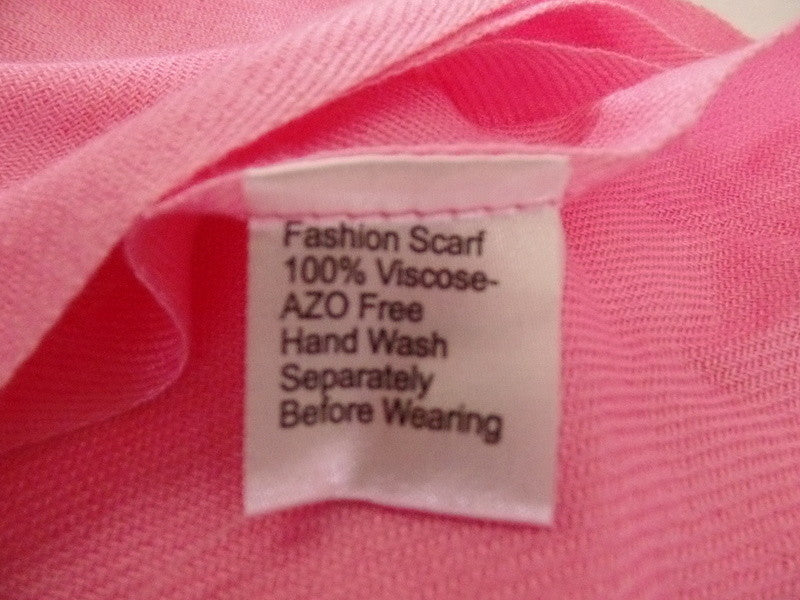 Fashion Scarf
100% Viscose-
AZO Free
Hand Wash
Separately
Before Wearing